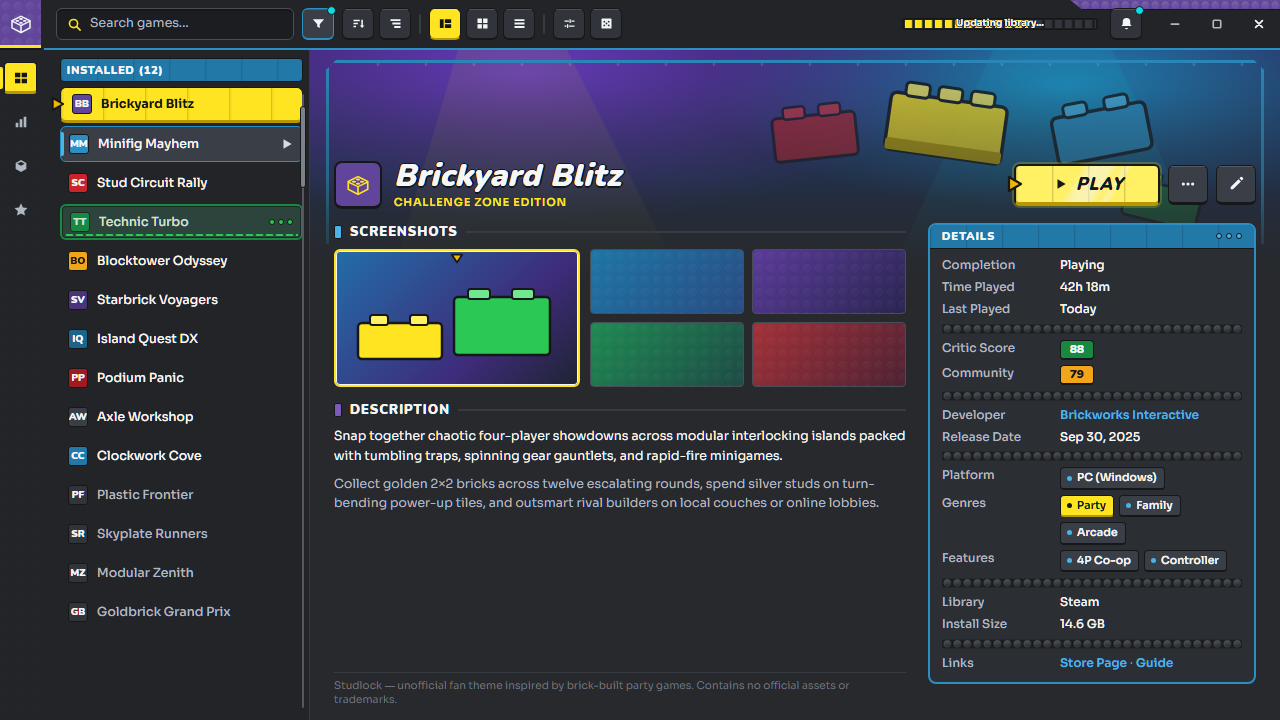 Search games...
Updating library...
INSTALLED (12)
BB Brickyard Blitz
MM Minifig Mayhem
SC Stud Circuit Rally
TT Technic Turbo
BO Blocktower Odyssey
SV Starbrick Voyagers
IQ Island Quest DX
PP Podium Panic
AW Axle Workshop
CC Clockwork Cove
PF Plastic Frontier
SR Skyplate Runners
MZ Modular Zenith
GB Goldbrick Grand Prix
Brickyard Blitz
CHALLENGE ZONE EDITION
PLAY
SCREENSHOTS
DESCRIPTION
Snap together chaotic four-player showdowns across modular interlocking islands packed
with tumbling traps, spinning gear gauntlets, and rapid-fire minigames.
Collect golden 2×2 bricks across twelve escalating rounds, spend silver studs on turn-
bending power-up tiles, and outsmart rival builders on local couches or online lobbies.
Studlock — unofficial fan theme inspired by brick-built party games. Contains no official assets or
trademarks.
DETAILS
Completion Playing
Time Played 42h 18m
Last Played Today
Critic Score 88
Community 79
Developer Brickworks Interactive
Release Date Sep 30, 2025
Platform PC (Windows)
Genres Party Family
Arcade
Features 4P Co-op Controller
Library Steam
Install Size 14.6 GB
Links Store Page · Guide